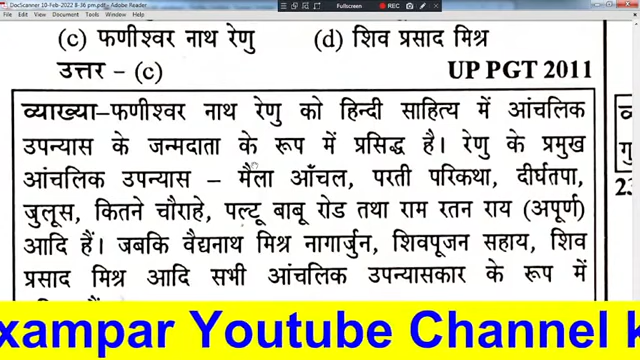 DocScanner 10-Feb-2022 8-36 pm.pdf - Adobe Reader
File Edit View Document Tools Window Help
Fullscreen
REC
(c) फणीश्वर नाथ रेणु (d) शिव प्रसाद मिश्र
उत्तर – (c) UP PGT 2011
व्याख्या–फणीश्वर नाथ रेणु को हिन्दी साहित्य में आंचलिक
उपन्यास के जन्मदाता के रूप में प्रसिद्ध है। रेणु के प्रमुख
आंचलिक उपन्यास – मैला आँचल, परती परिकथा, दीर्घतपा,
जुलूस, कितने चौराहे, पल्टू बाबू रोड तथा राम रतन राय (अपूर्ण)
आदि हैं। जबकि वैद्यनाथ मिश्र नागार्जुन, शिवपूजन सहाय, शिव
प्रसाद मिश्र आदि सभी आंचलिक उपन्यासकार के रूप में
xampar Youtube Channel k